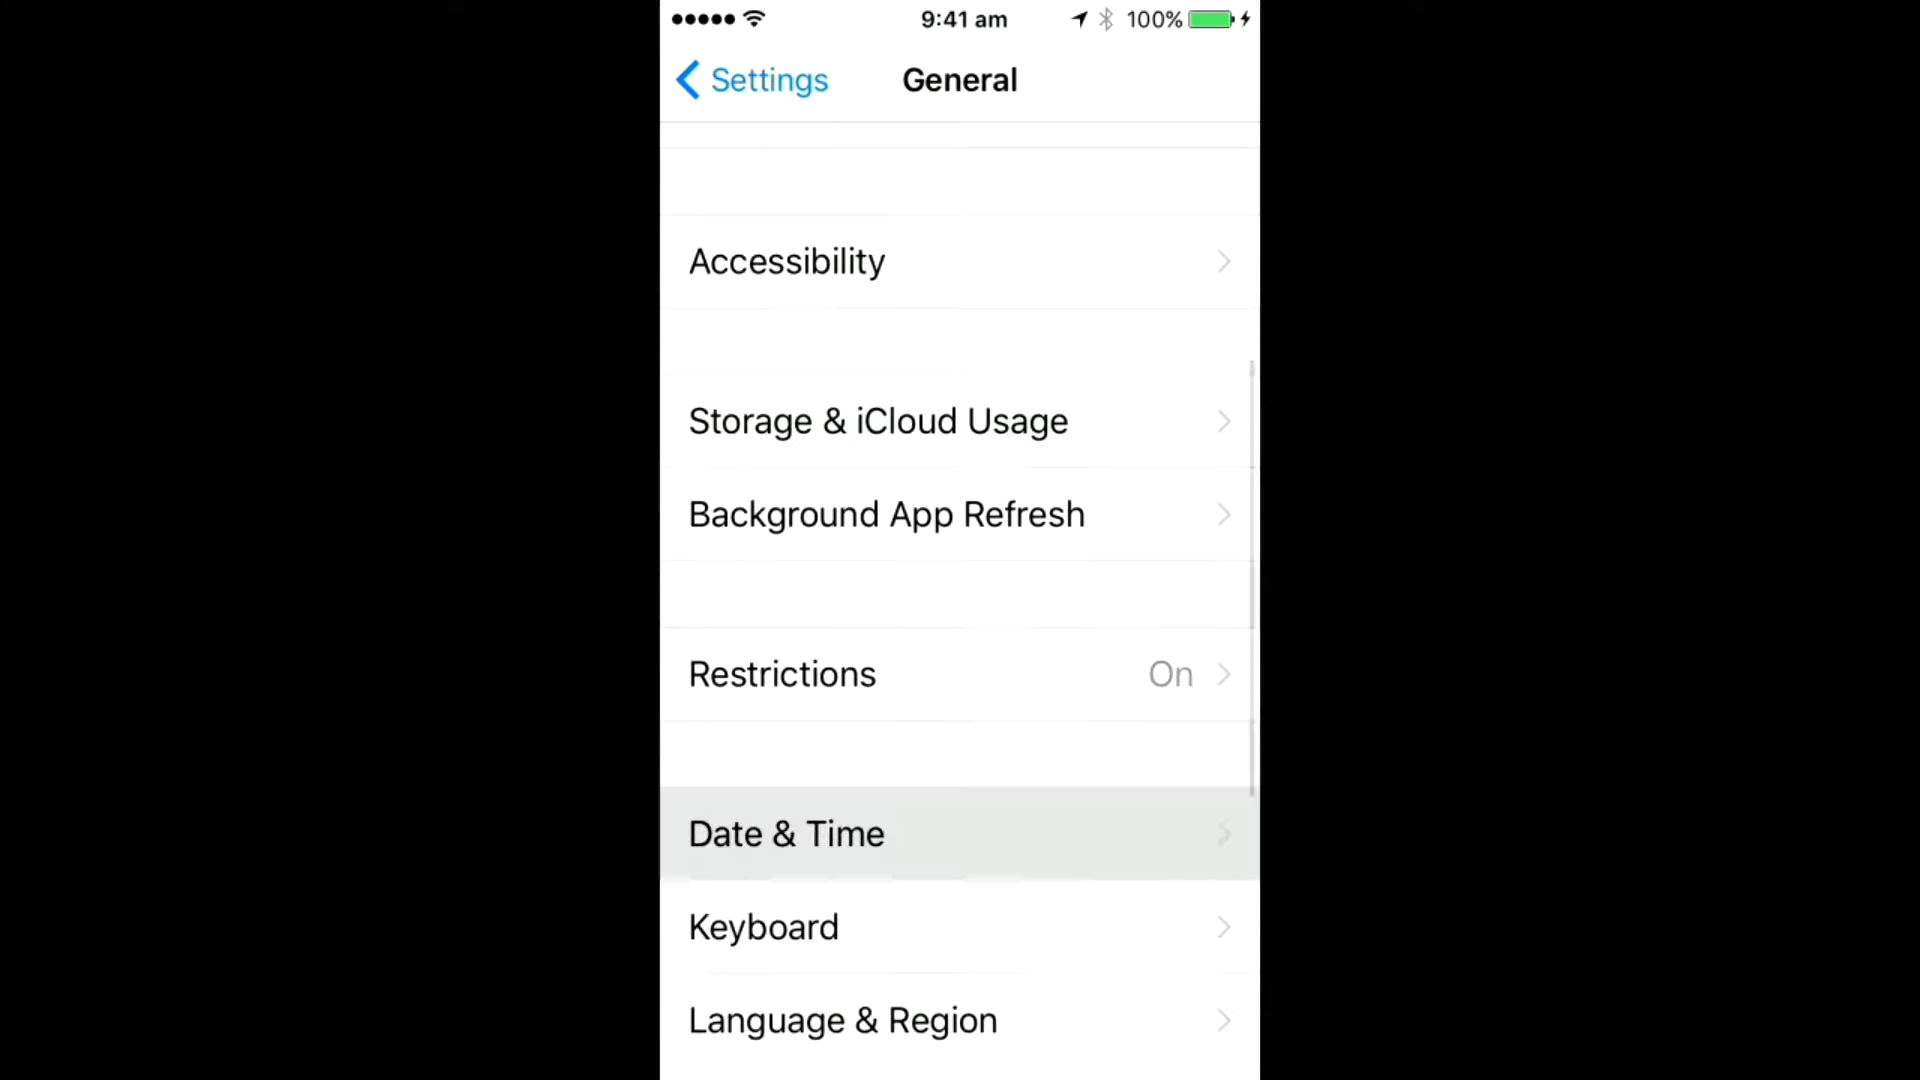 9:41 am 100%
Settings General
Accessibility
Storage & iCloud Usage
Background App Refresh
Restrictions On
Date & Time
Keyboard
Language & Region